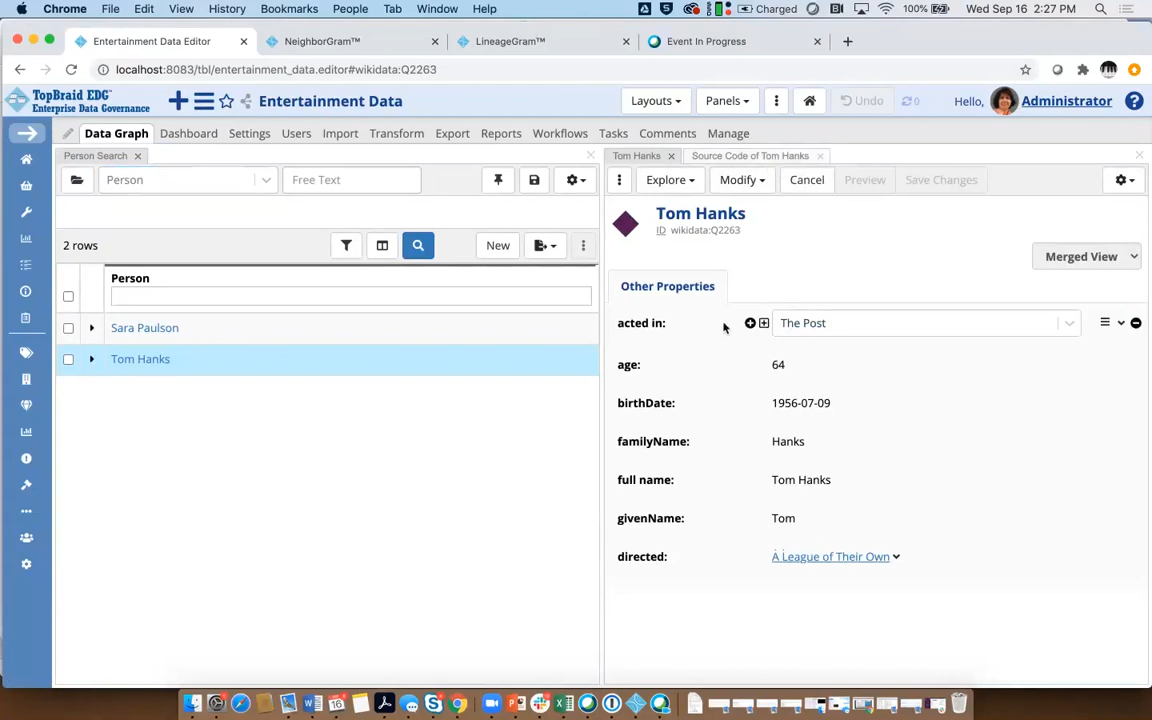 Chrome File Edit View History Bookmarks People Tab Window Help Charged 100% Wed Sep 16 2:27 PM
Entertainment Data Editor NeighborGram™ LineageGram™ Event In Progress
localhost:8083/tbl/entertainment_data.editor#wikidata:Q2263
TopBraid EDG™
Enterprise Data Governance
Entertainment Data
Layouts Panels Undo 0 Hello, Administrator
Data Graph Dashboard Settings Users Import Transform Export Reports Workflows Tasks Comments Manage
Person Search Tom Hanks Source Code of Tom Hanks
Person Free Text Explore Modify Cancel Preview Save Changes
Tom Hanks
ID wikidata:Q2263
2 rows New
Merged View
Person
Other Properties
Sara Paulson
Tom Hanks
acted in: The Post
age: 64
birthDate: 1956-07-09
familyName: Hanks
full name: Tom Hanks
givenName: Tom
directed: A League of Their Own